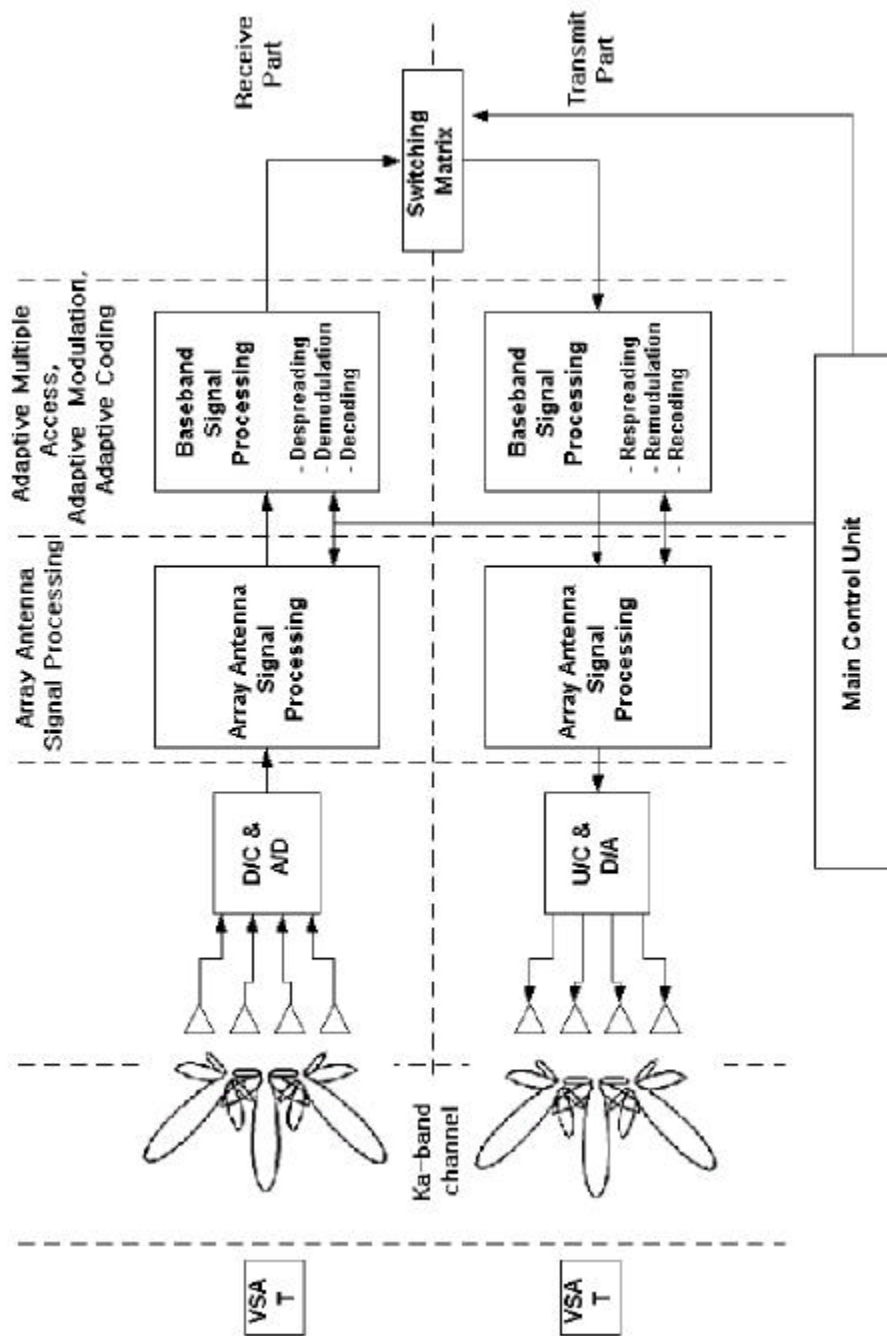 Array Antenna
Signal Processing
Adaptive Multiple
Access,
Adaptive Modulation,
Adaptive Coding
Receive
Part
VSA
T
D/C &
A/D
Array Antenna
Signal
Processing
Baseband
Signal
Processing
- Despreading
- Demodulation
- Decoding
Ka-band
channel
Switching
Matrix
VSA
T
U/C &
D/A
Array Antenna
Signal
Processing
Baseband
Signal
Processing
- Respreading
- Remodulation
- Recoding
Transmit
Part
Main Control Unit